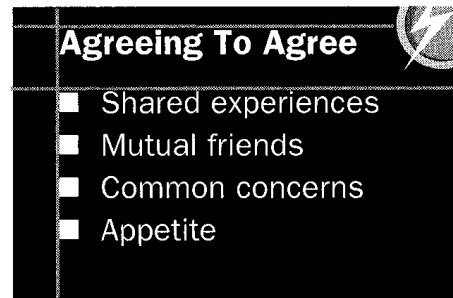 Agreeing To Agree
Shared experiences
Mutual friends
Common concerns
Appetite